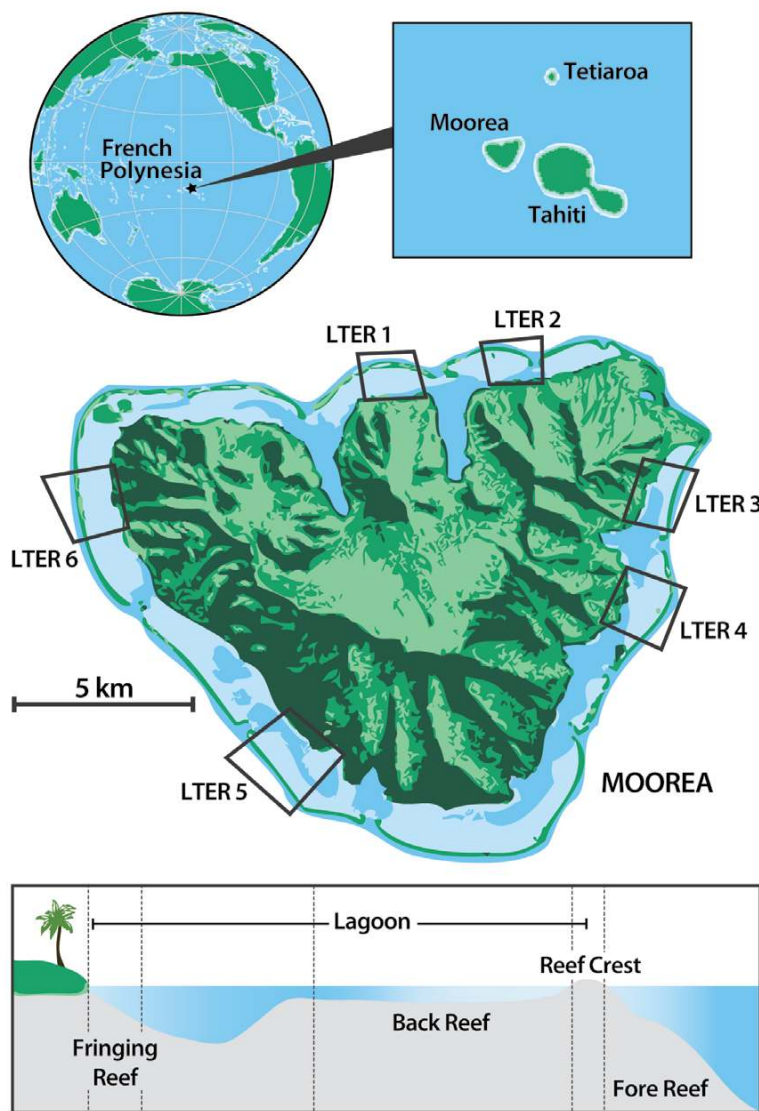 French
Polynesia
Tetiaroa
Moorea
Tahiti
LTER 1
LTER 2
LTER 3
LTER 6
LTER 4
5 km
LTER 5
MOOREA
Lagoon
Reef Crest
Back Reef
Fringing
Reef
Fore Reef